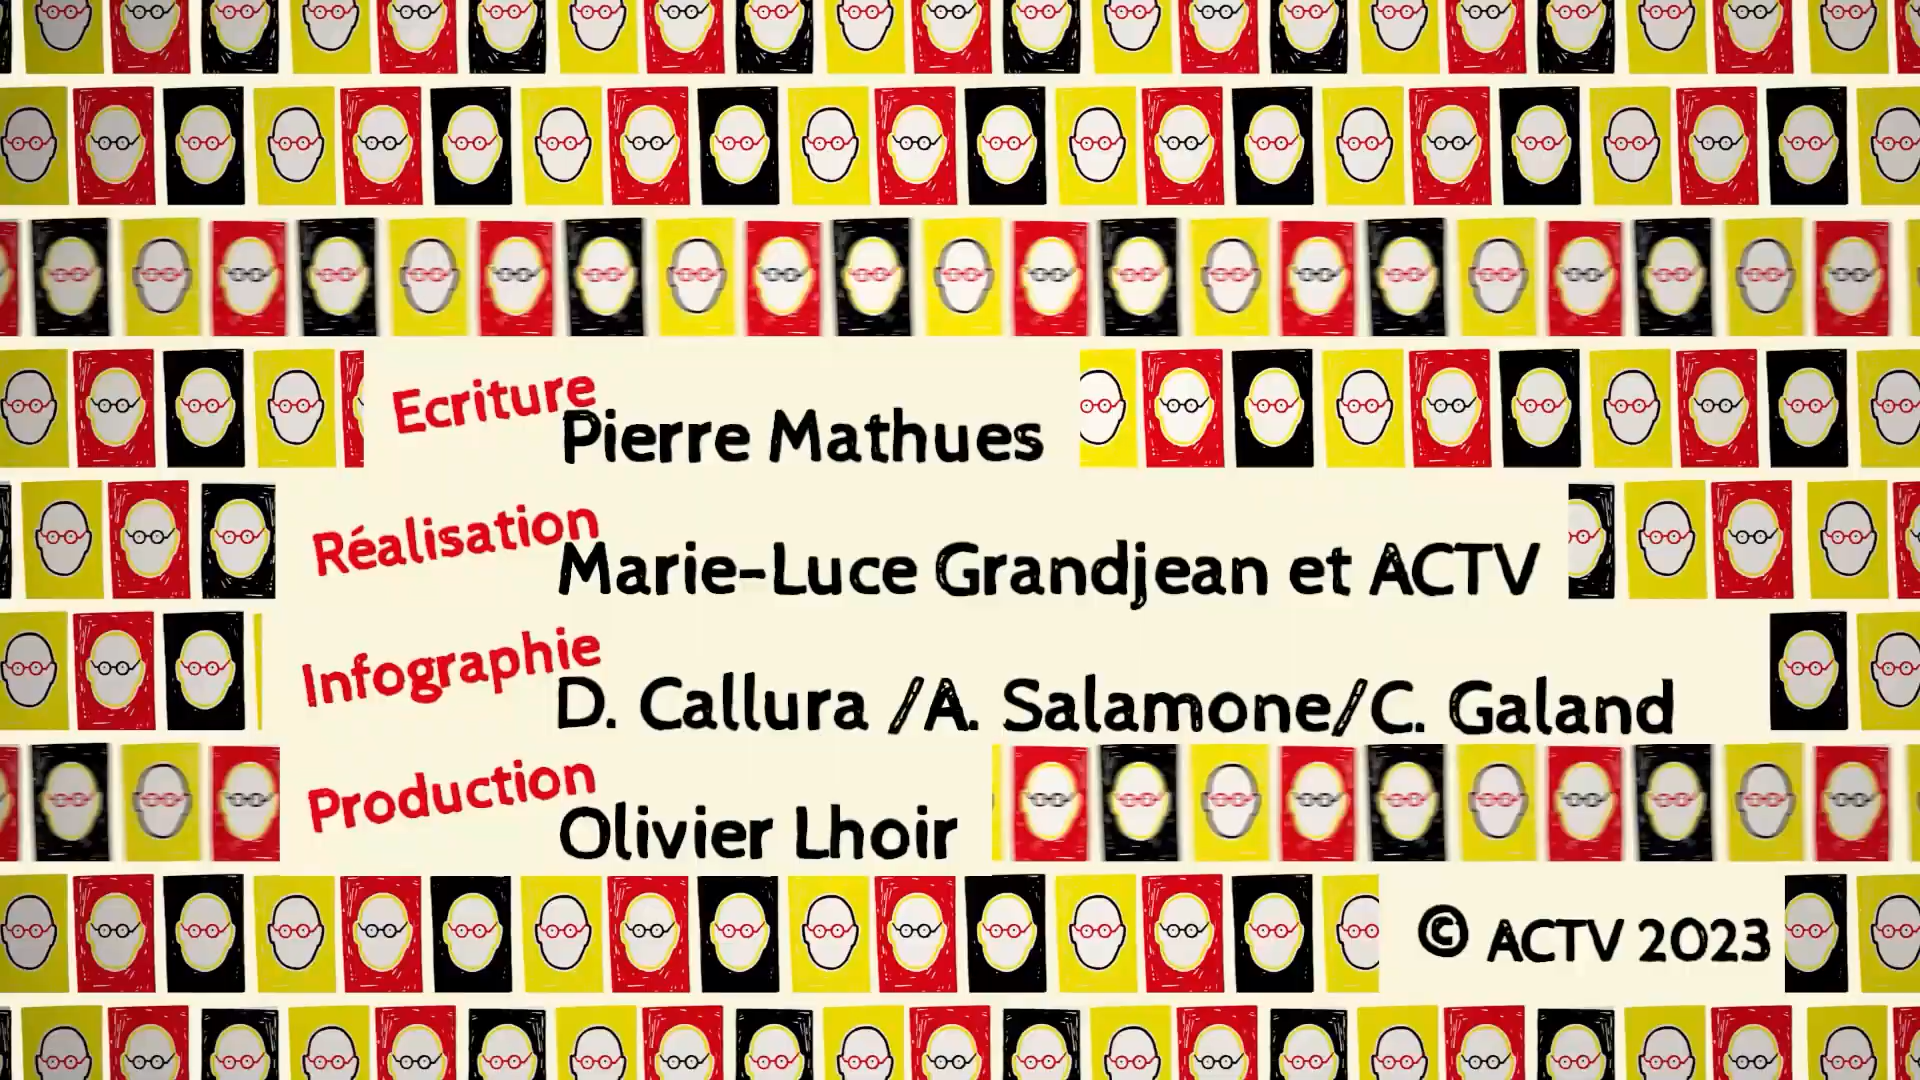 Ecriture
Pierre Mathues
Réalisation
Marie-Luce Grandjean et ACTV
Infographie
D. Callura /A. Salamone/C. Galand
Production
Olivier Lhoir
© ACTV 2023